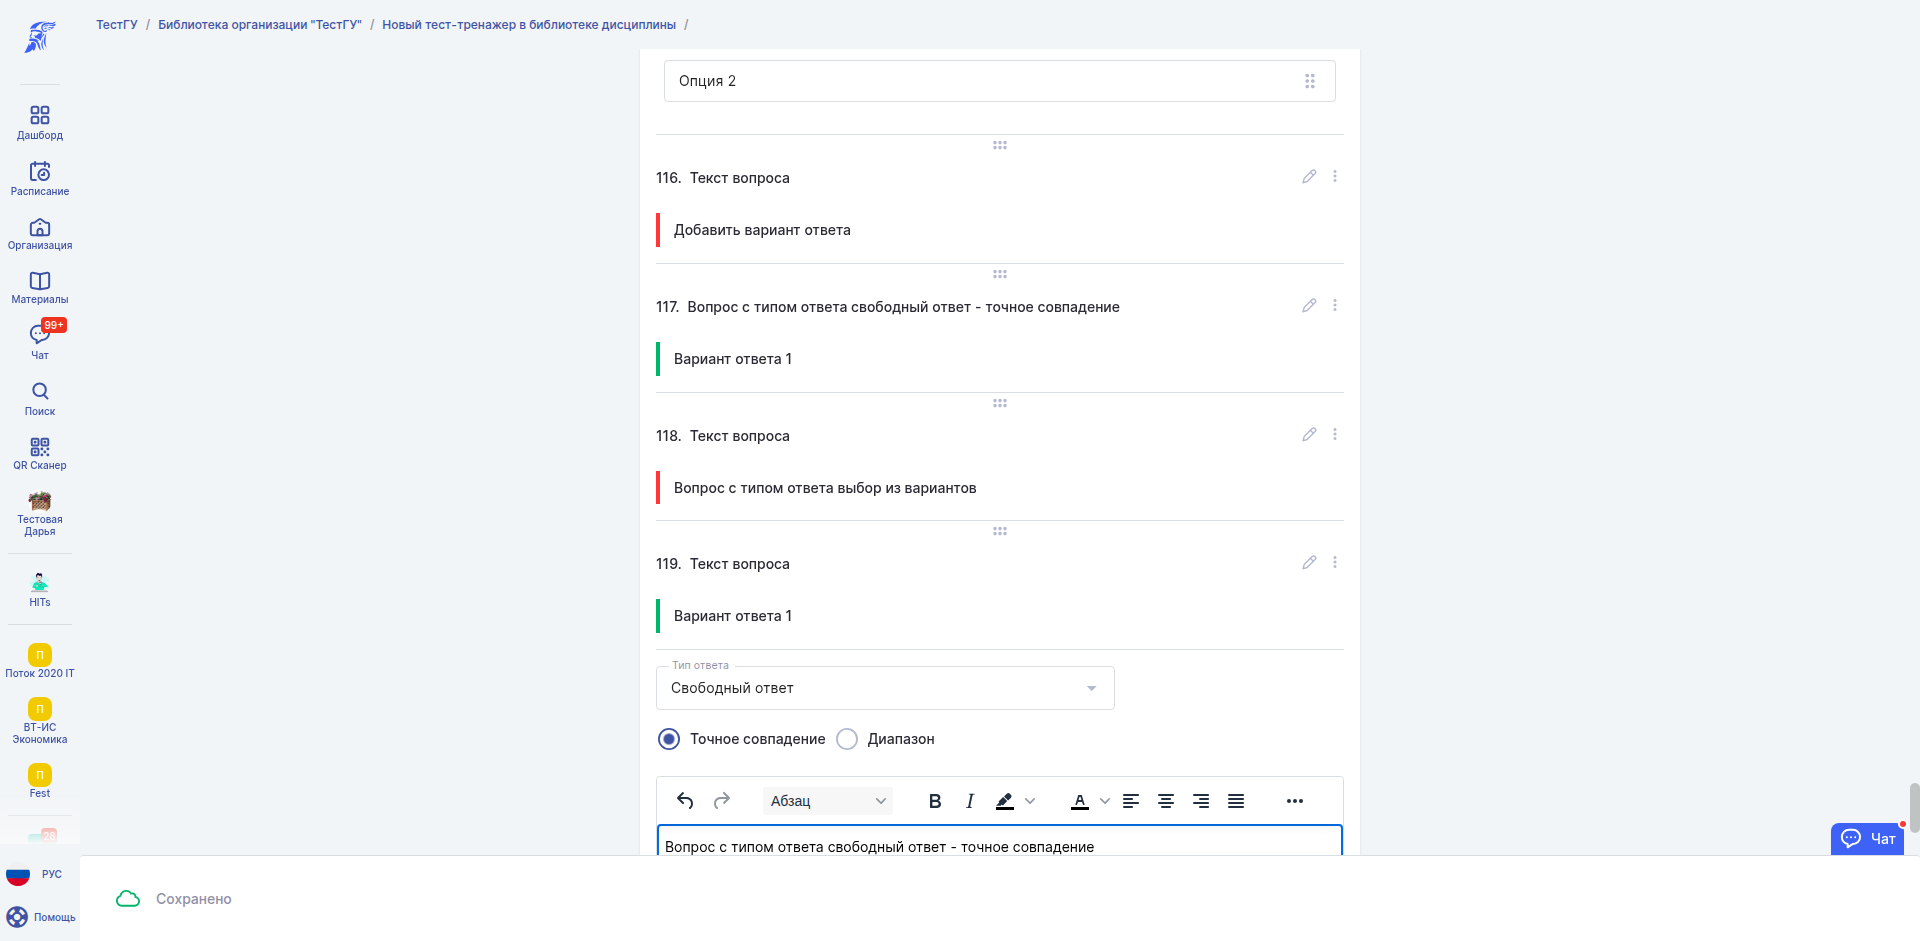 ТестГУ / Библиотека организации "ТестГУ" / Новый тест-тренажер в библиотеке дисциплины /
Дашборд
Расписание
Организация
Материалы
99+
Чат
Поиск
QR Сканер
Тестовая
Дарья
HITs
П
Поток 2020 IT
П
ВТ-ИС
Экономика
П
Fest
28
РУС
Помощь
Опция 2
116. Текст вопроса
Добавить вариант ответа
117. Вопрос с типом ответа свободный ответ - точное совпадение
Вариант ответа 1
118. Текст вопроса
Вопрос с типом ответа выбор из вариантов
119. Текст вопроса
Вариант ответа 1
Тип ответа
Свободный ответ
Точное совпадение Диапазон
Абзац B I A
Вопрос с типом ответа свободный ответ - точное совпадение
Чат
Сохранено